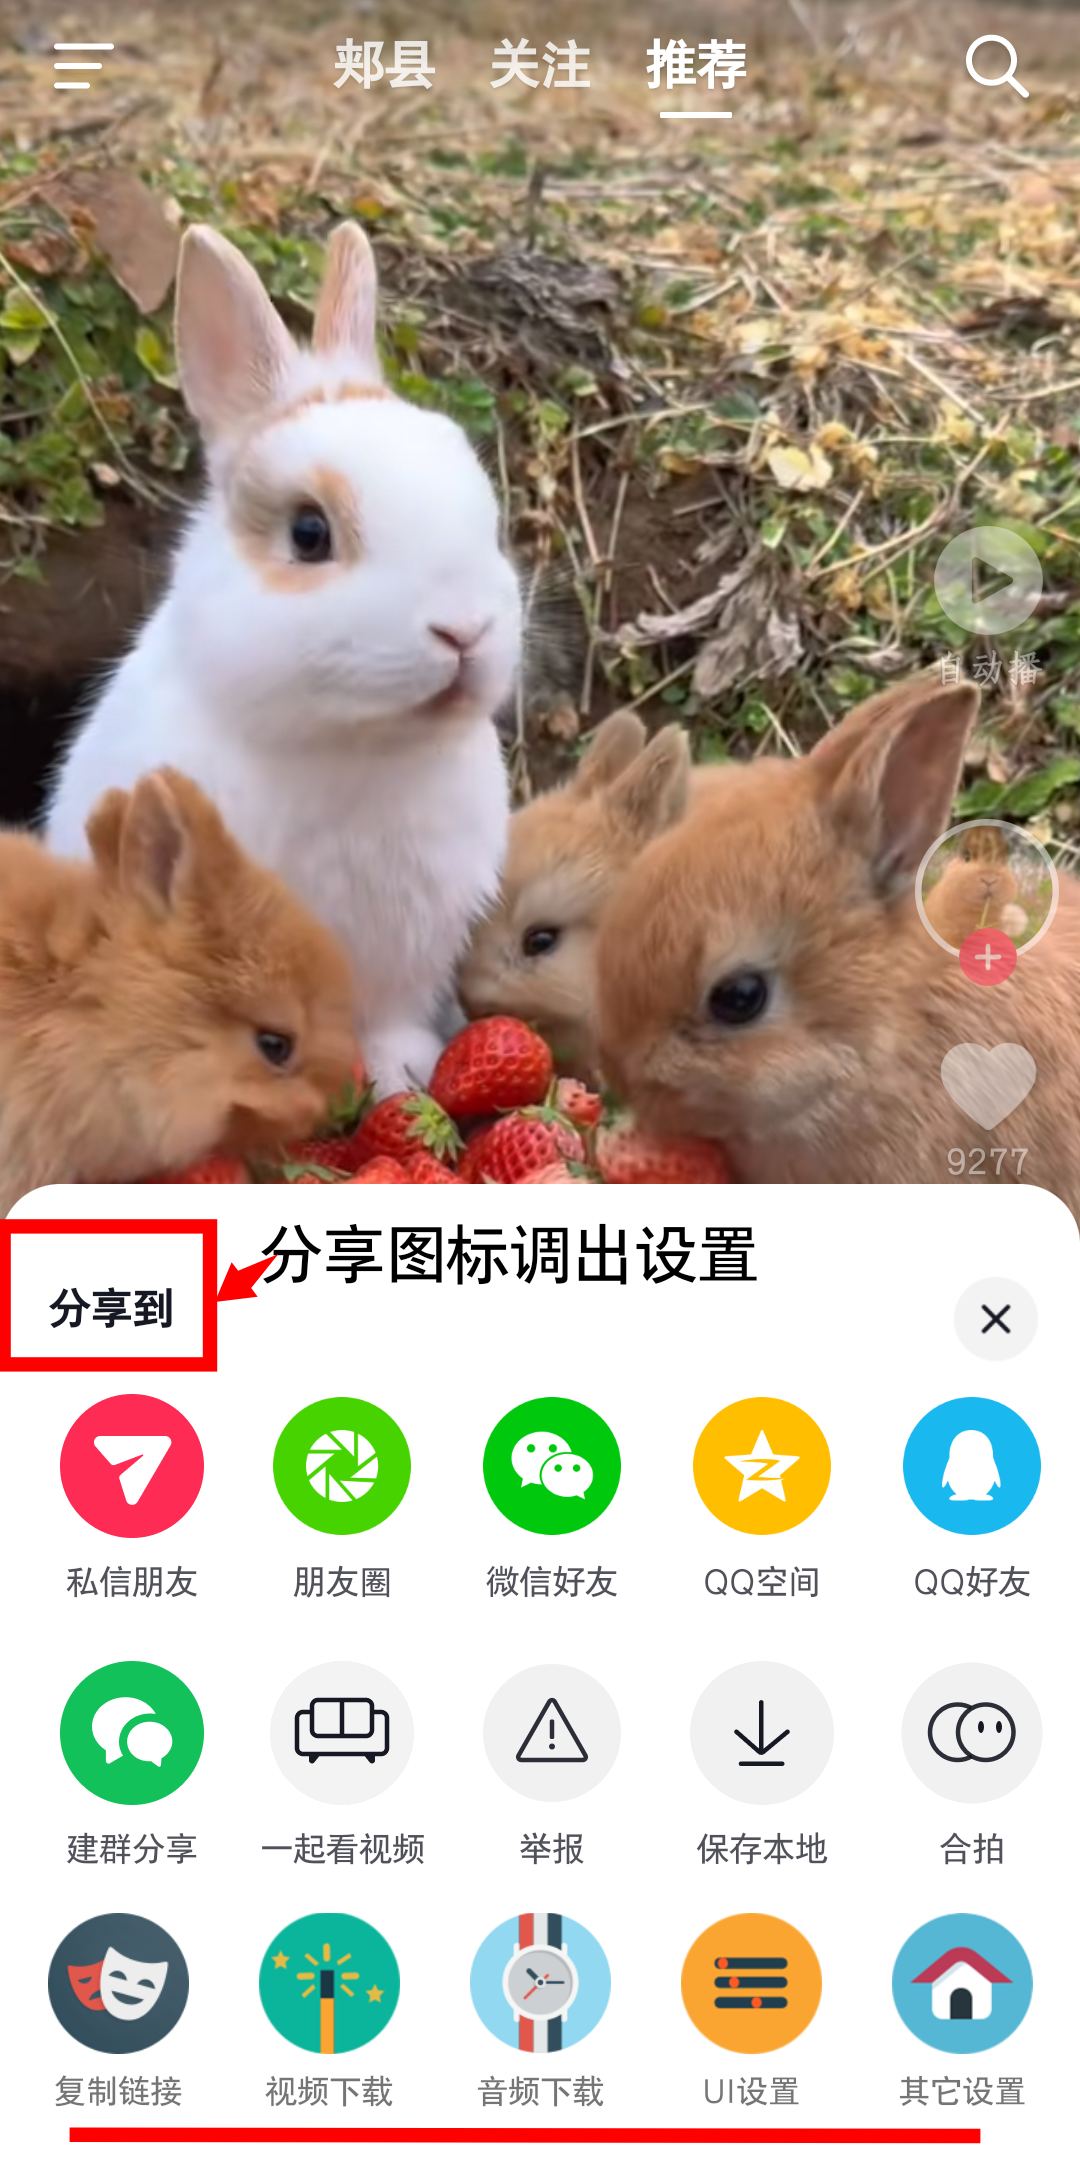 郏县 关注 推荐
自动播
9277
分享图标调出设置
分享到
私信朋友 朋友圈 微信好友 QQ空间 QQ好友
建群分享 一起看视频 举报 保存本地 合拍
复制链接 视频下载 音频下载 UI设置 其它设置